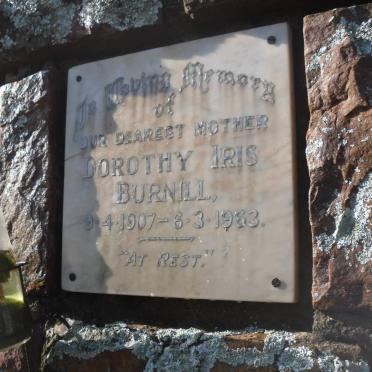 In Loving Memory
of
OUR DEAREST MOTHER
DOROTHY IRIS
BURNILL,
9·4·1907–6·3·1983.
"AT REST."